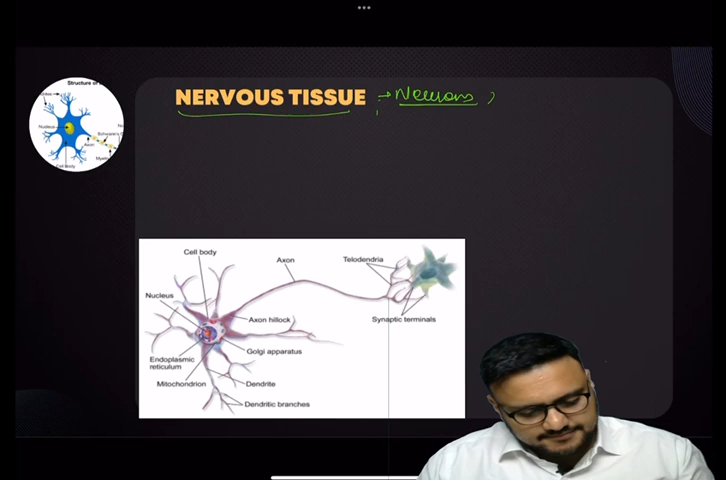 Structure of
Nucleus
Axon
Cell Body
NERVOUS TISSUE :→ Neurons,
Cell body
Axon
Telodendria
Nucleus
Axon hillock
Synaptic terminals
Golgi apparatus
Endoplasmic
reticulum
Mitochondrion
Dendrite
Dendritic branches